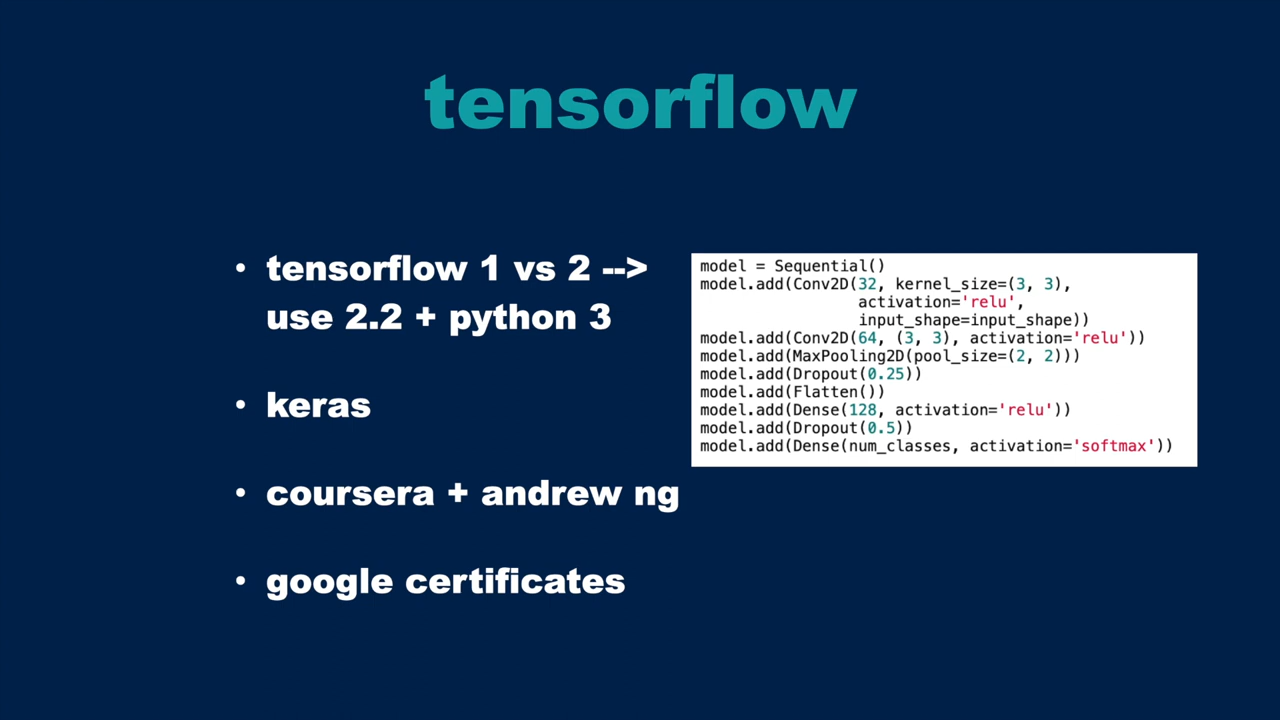 tensorflow
• tensorflow 1 vs 2 -->
use 2.2 + python 3
• keras
• coursera + andrew ng
• google certificates
model = Sequential()
model.add(Conv2D(32, kernel_size=(3, 3),
                 activation='relu',
                 input_shape=input_shape))
model.add(Conv2D(64, (3, 3), activation='relu'))
model.add(MaxPooling2D(pool_size=(2, 2)))
model.add(Dropout(0.25))
model.add(Flatten())
model.add(Dense(128, activation='relu'))
model.add(Dropout(0.5))
model.add(Dense(num_classes, activation='softmax'))